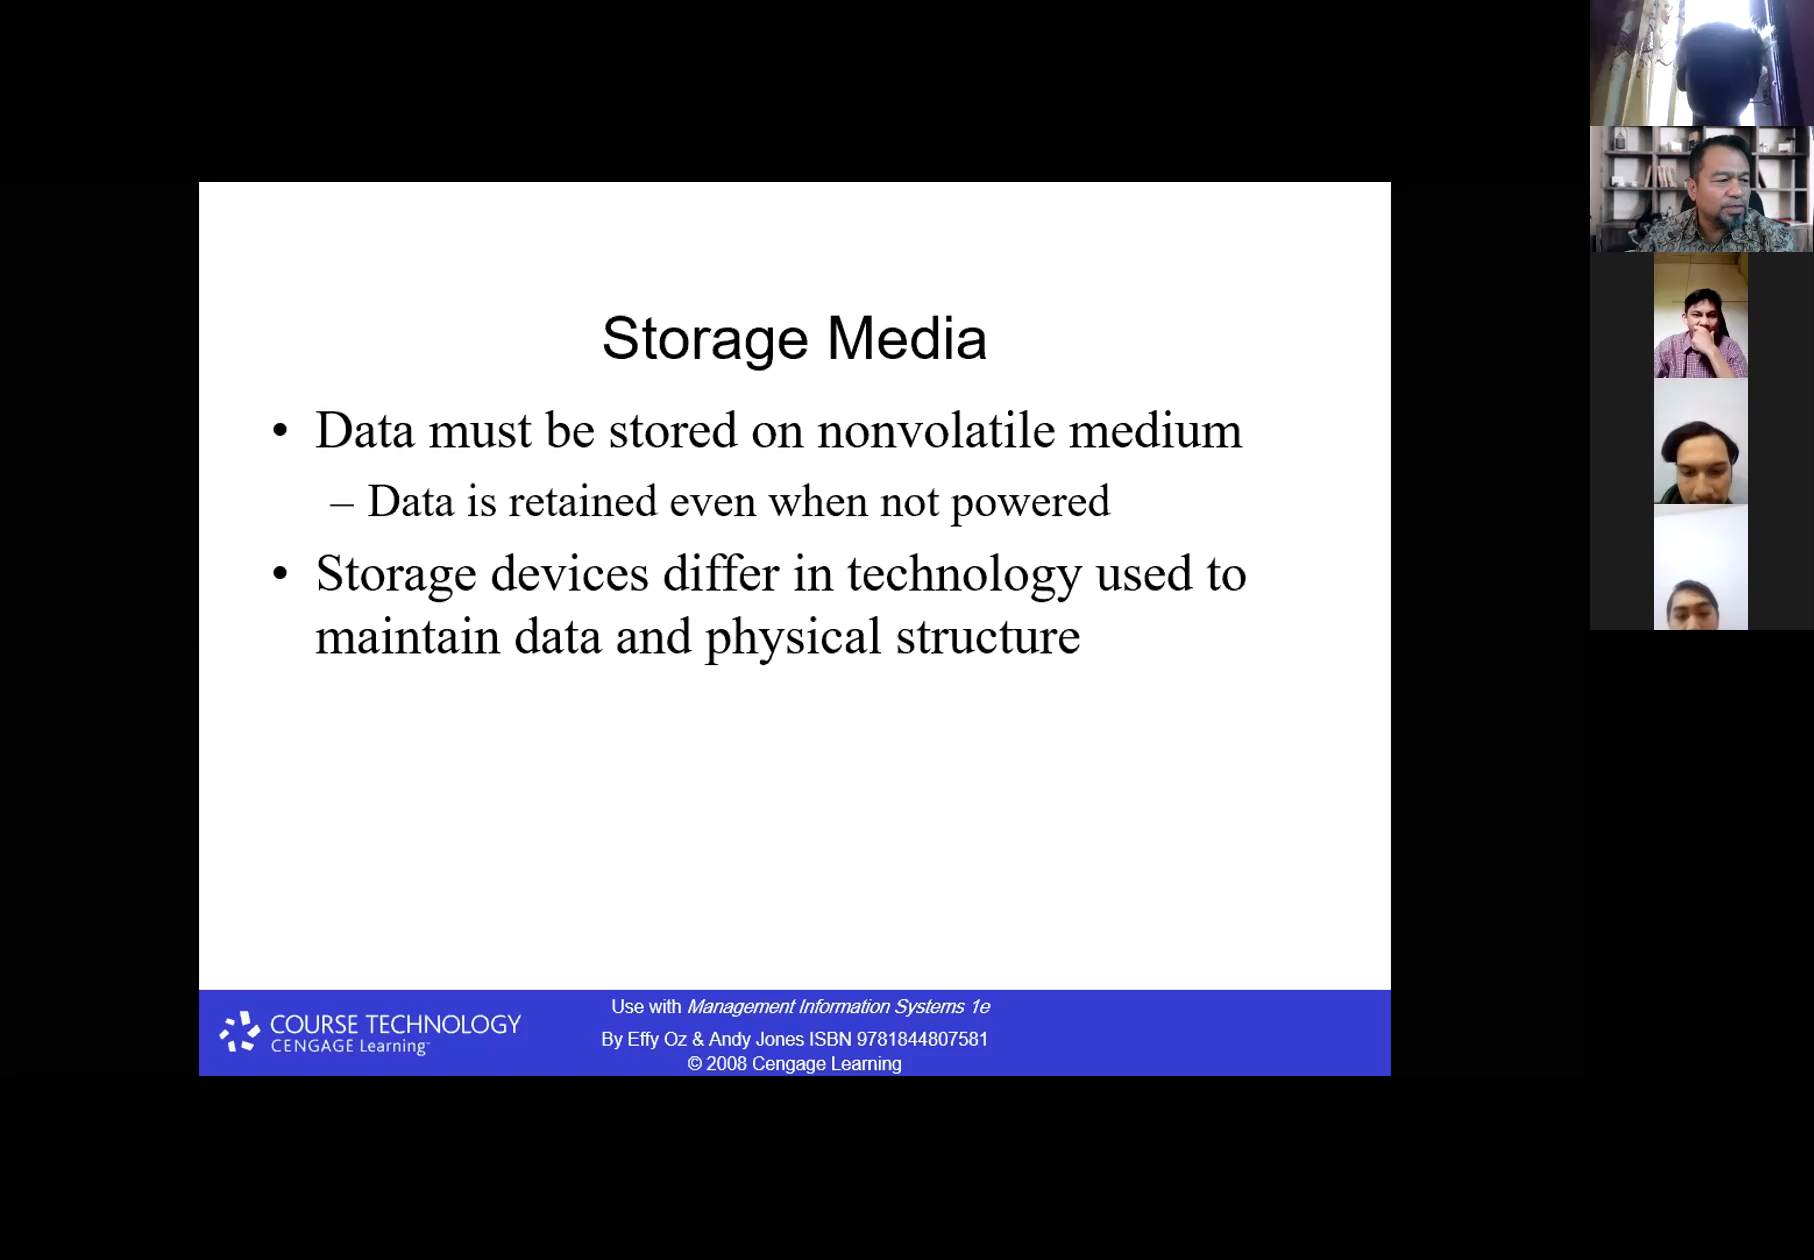 Storage Media
• Data must be stored on nonvolatile medium
– Data is retained even when not powered
• Storage devices differ in technology used to
maintain data and physical structure
COURSE TECHNOLOGY
CENGAGE Learning™
Use with Management Information Systems 1e
By Effy Oz & Andy Jones ISBN 9781844807581
© 2008 Cengage Learning